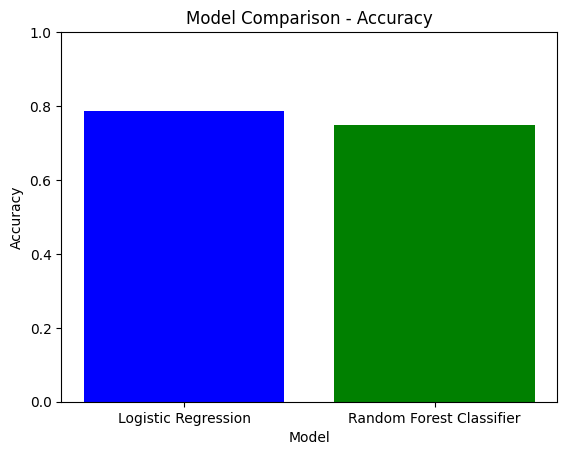 Model Comparison - Accuracy
1.0
0.8
0.6
0.4
0.2
0.0
Accuracy
Logistic Regression
Random Forest Classifier
Model